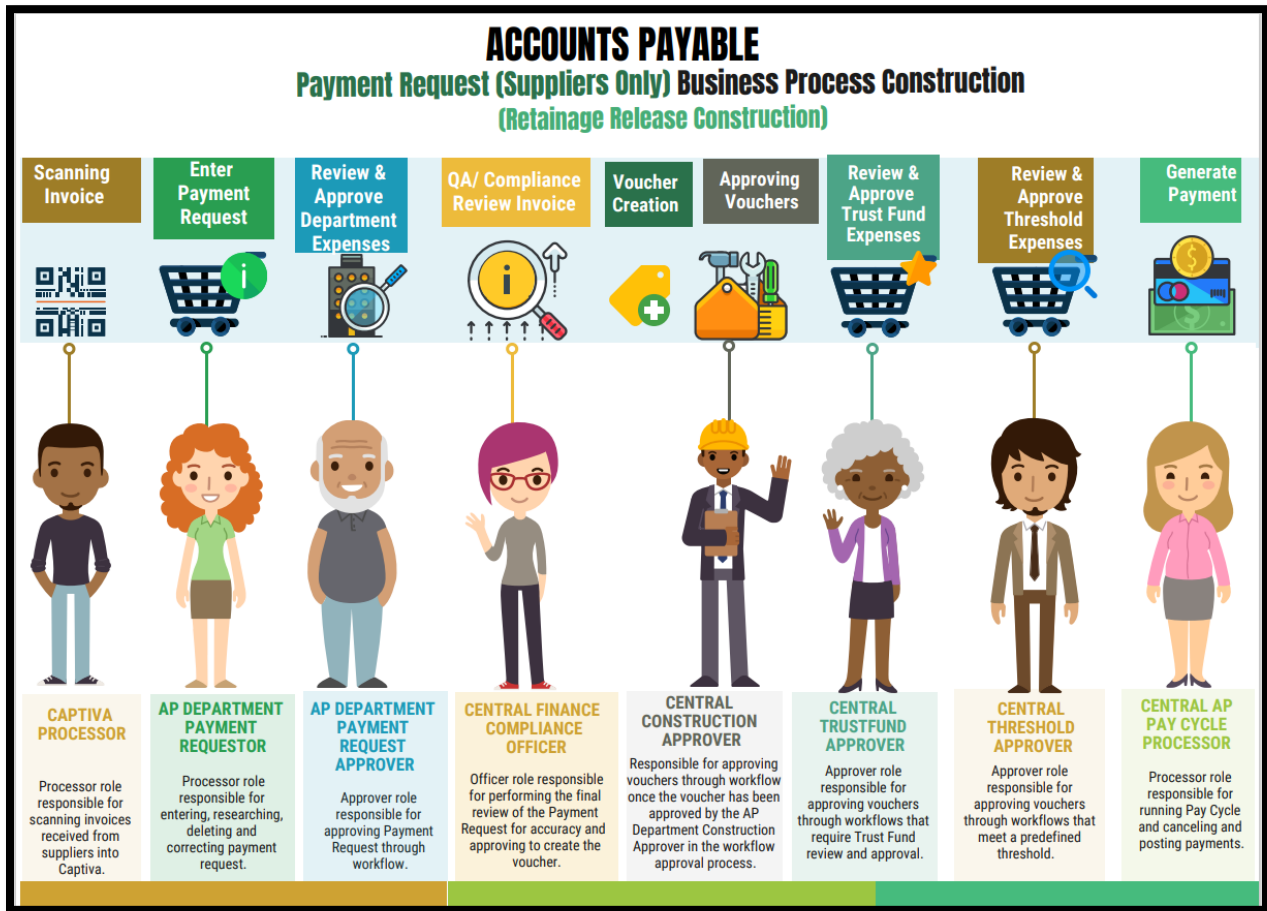 ACCOUNTS PAYABLE
Payment Request (Suppliers Only) Business Process Construction
(Retainage Release Construction)
Scanning
Invoice
Enter
Payment
Request
Review &
Approve
Department
Expenses
QA/ Compliance
Review Invoice
Voucher
Creation
Approving
Vouchers
Review &
Approve
Trust Fund
Expenses
Review &
Approve
Threshold
Expenses
Generate
Payment
CAPTIVA
PROCESSOR
Processor role
responsible for
scanning invoices
received from
suppliers into
Captiva.
AP DEPARTMENT
PAYMENT
REQUESTOR
Processor role
responsible for
entering, researching,
deleting and
correcting payment
request.
AP DEPARTMENT
PAYMENT
REQUEST
APPROVER
Approver role
responsible for
approving Payment
Request through
workflow.
CENTRAL FINANCE
COMPLIANCE
OFFICER
Officer role responsible
for performing the final
review of the Payment
Request for accuracy and
approving to create the
voucher.
CENTRAL
CONSTRUCTION
APPROVER
Responsible for approving
vouchers through workflow
once the voucher has been
approved by the AP
Department Construction
Approver in the workflow
approval process.
CENTRAL
TRUSTFUND
APPROVER
Approver role
responsible for
approving vouchers
through workflows that
require Trust Fund
review and approval.
CENTRAL
THRESHOLD
APPROVER
Approver role
responsible for
approving vouchers
through workflows that
meet a predefined
threshold.
CENTRAL AP
PAY CYCLE
PROCESSOR
Processor role
responsible for
running Pay Cycle
and canceling and
posting payments.